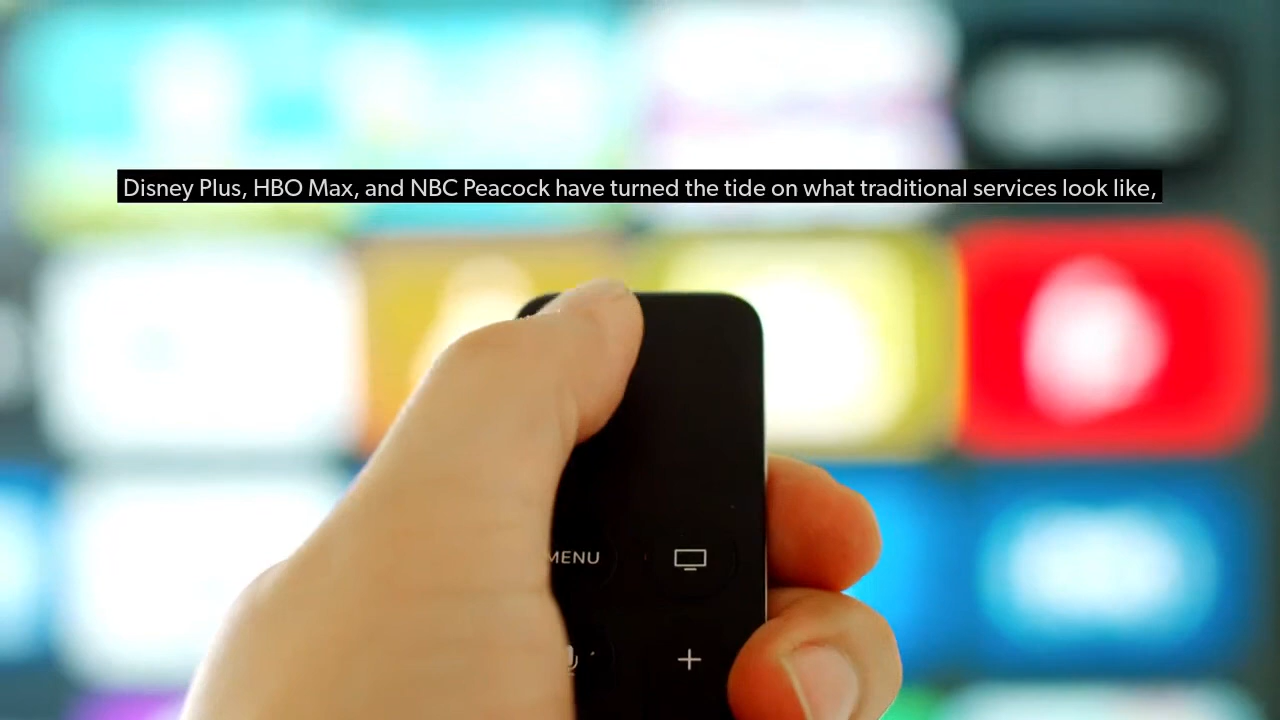 Disney Plus, HBO Max, and NBC Peacock have turned the tide on what traditional services look like,
MENU
+